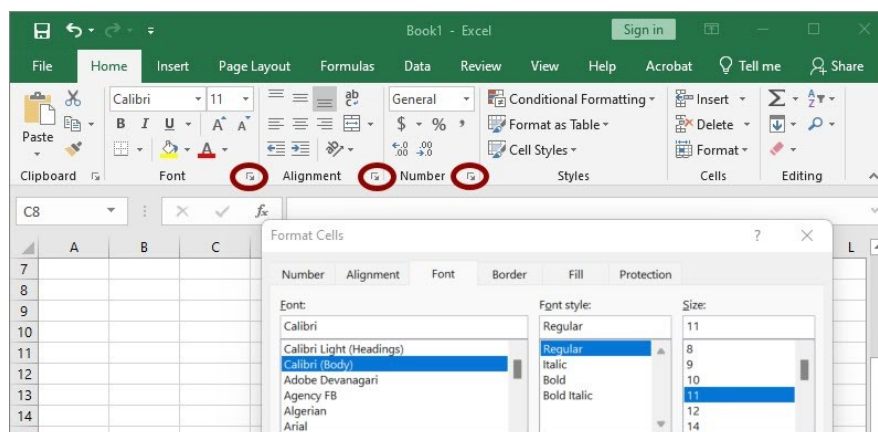 Book1 - Excel
Sign in
File Home Insert Page Layout Formulas Data Review View Help Acrobat Tell me Share
Paste
Calibri 11
B I U A A
A
ab
General
$ % ,
.00 .00
Conditional Formatting
Format as Table
Cell Styles
Insert
Delete
Format
Clipboard Font Alignment Number Styles Cells Editing
C8 fx
A B C L
7
8
9
10
11
12
13
14
Format Cells ? ×
Number Alignment Font Border Fill Protection
Font: Font style: Size:
Calibri Regular 11
Calibri Light (Headings) Regular 8
Calibri (Body) Italic 9
Adobe Devanagari Bold 10
Agency FB Bold Italic 11
Algerian 12
Arial 14